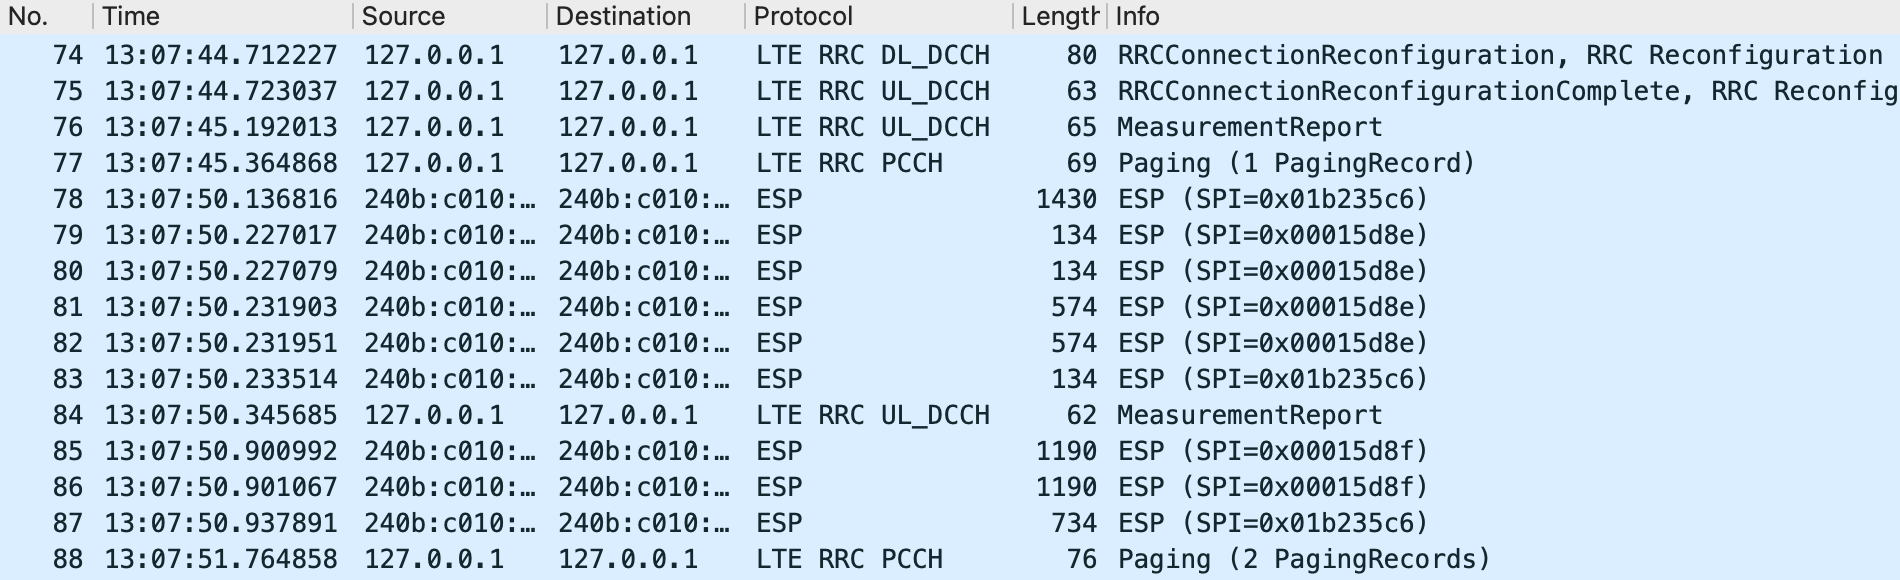 No. Time Source Destination Protocol Length Info
74 13:07:44.712227 127.0.0.1 127.0.0.1 LTE RRC DL_DCCH 80 RRCConnectionReconfiguration, RRC Reconfiguration
75 13:07:44.723037 127.0.0.1 127.0.0.1 LTE RRC UL_DCCH 63 RRCConnectionReconfigurationComplete, RRC Reconfig
76 13:07:45.192013 127.0.0.1 127.0.0.1 LTE RRC UL_DCCH 65 MeasurementReport
77 13:07:45.364868 127.0.0.1 127.0.0.1 LTE RRC PCCH 69 Paging (1 PagingRecord)
78 13:07:50.136816 240b:c010:… 240b:c010:… ESP 1430 ESP (SPI=0x01b235c6)
79 13:07:50.227017 240b:c010:… 240b:c010:… ESP 134 ESP (SPI=0x00015d8e)
80 13:07:50.227079 240b:c010:… 240b:c010:… ESP 134 ESP (SPI=0x00015d8e)
81 13:07:50.231903 240b:c010:… 240b:c010:… ESP 574 ESP (SPI=0x00015d8e)
82 13:07:50.231951 240b:c010:… 240b:c010:… ESP 574 ESP (SPI=0x00015d8e)
83 13:07:50.233514 240b:c010:… 240b:c010:… ESP 134 ESP (SPI=0x01b235c6)
84 13:07:50.345685 127.0.0.1 127.0.0.1 LTE RRC UL_DCCH 62 MeasurementReport
85 13:07:50.900992 240b:c010:… 240b:c010:… ESP 1190 ESP (SPI=0x00015d8f)
86 13:07:50.901067 240b:c010:… 240b:c010:… ESP 1190 ESP (SPI=0x00015d8f)
87 13:07:50.937891 240b:c010:… 240b:c010:… ESP 734 ESP (SPI=0x01b235c6)
88 13:07:51.764858 127.0.0.1 127.0.0.1 LTE RRC PCCH 76 Paging (2 PagingRecords)